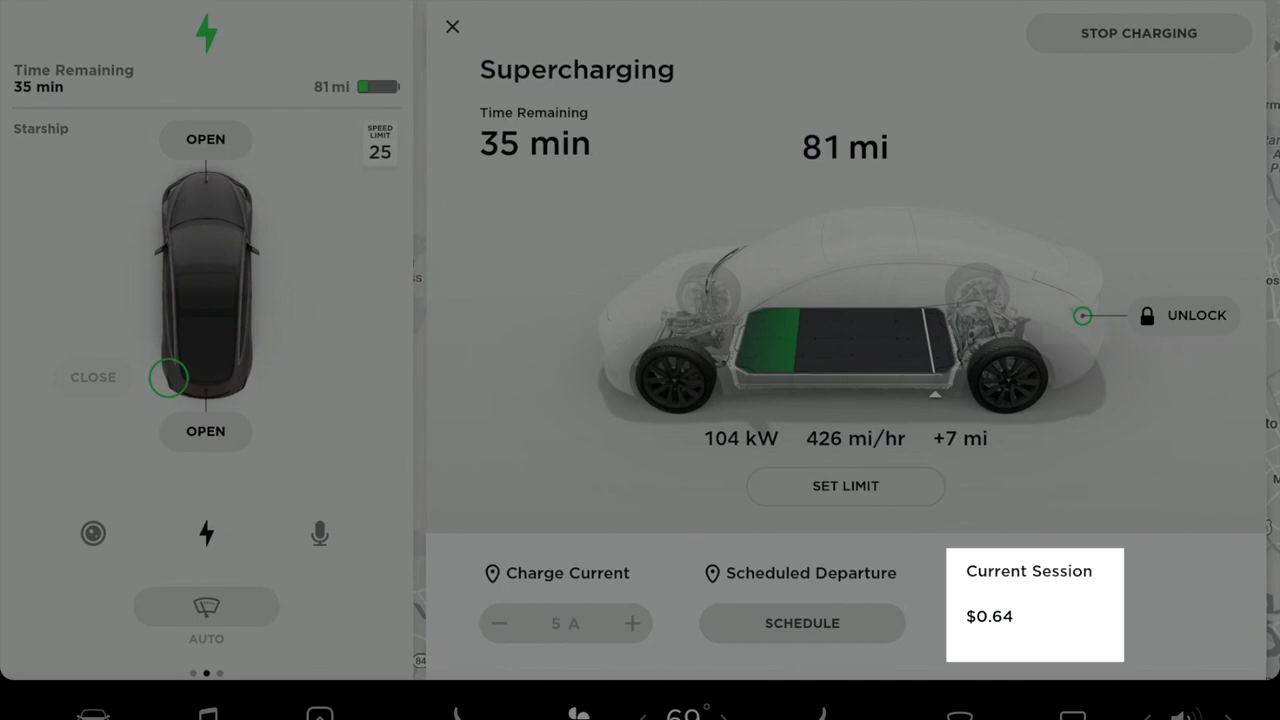 Time Remaining
35 min
81 mi
Starship
OPEN
SPEED
LIMIT
25
CLOSE
OPEN
AUTO
STOP CHARGING
Supercharging
Time Remaining
35 min
81 mi
UNLOCK
104 kW 426 mi/hr +7 mi
SET LIMIT
Charge Current
5 A
Scheduled Departure
SCHEDULE
Current Session
$0.64
84